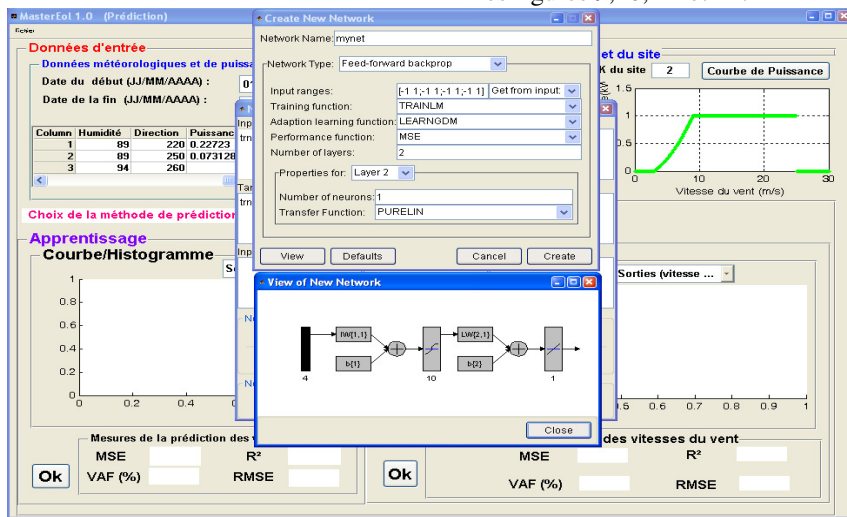 MasterEol 1.0 (Prédiction)
Fichier
Données d'entrée
Données météorologiques et de puissa
Date du début (JJ/MM/AAAA) :
Date de la fin (JJ/MM/AAAA) :
Column Humidité Direction Puissanc
1 89 220 0.22723
2 89 250 0.073128
3 94 260
Choix de la méthode de prédiction
Apprentissage
Courbe/Histogramme
1
0.8
0.6
0.4
0.2
0
0 0.2 0.4
Mesures de la prédiction des
MSE R²
VAF (%) RMSE
Ok
Create New Network
Network Name: mynet
Network Type: Feed-forward backprop
Input ranges: [-1 1;-1 1;-1 1;-1 1] Get from input:
Training function: TRAINLM
Adaption learning function: LEARNGDM
Performance function: MSE
Number of layers: 2
Properties for: Layer 2
Number of neurons: 1
Transfer Function: PURELIN
View Defaults Cancel Create
View of New Network
IW{1,1} LW{2,1}
b{1} b{2}
4 10 1
Close
et du site
K du site 2 Courbe de Puissance
1.5
1
0.5
0
0 10 20 30
Vitesse du vent (m/s)
Sorties (vitesse ...
0.6 0.7 0.8 0.9 1
des vitesses du vent
MSE R²
VAF (%) RMSE
Ok